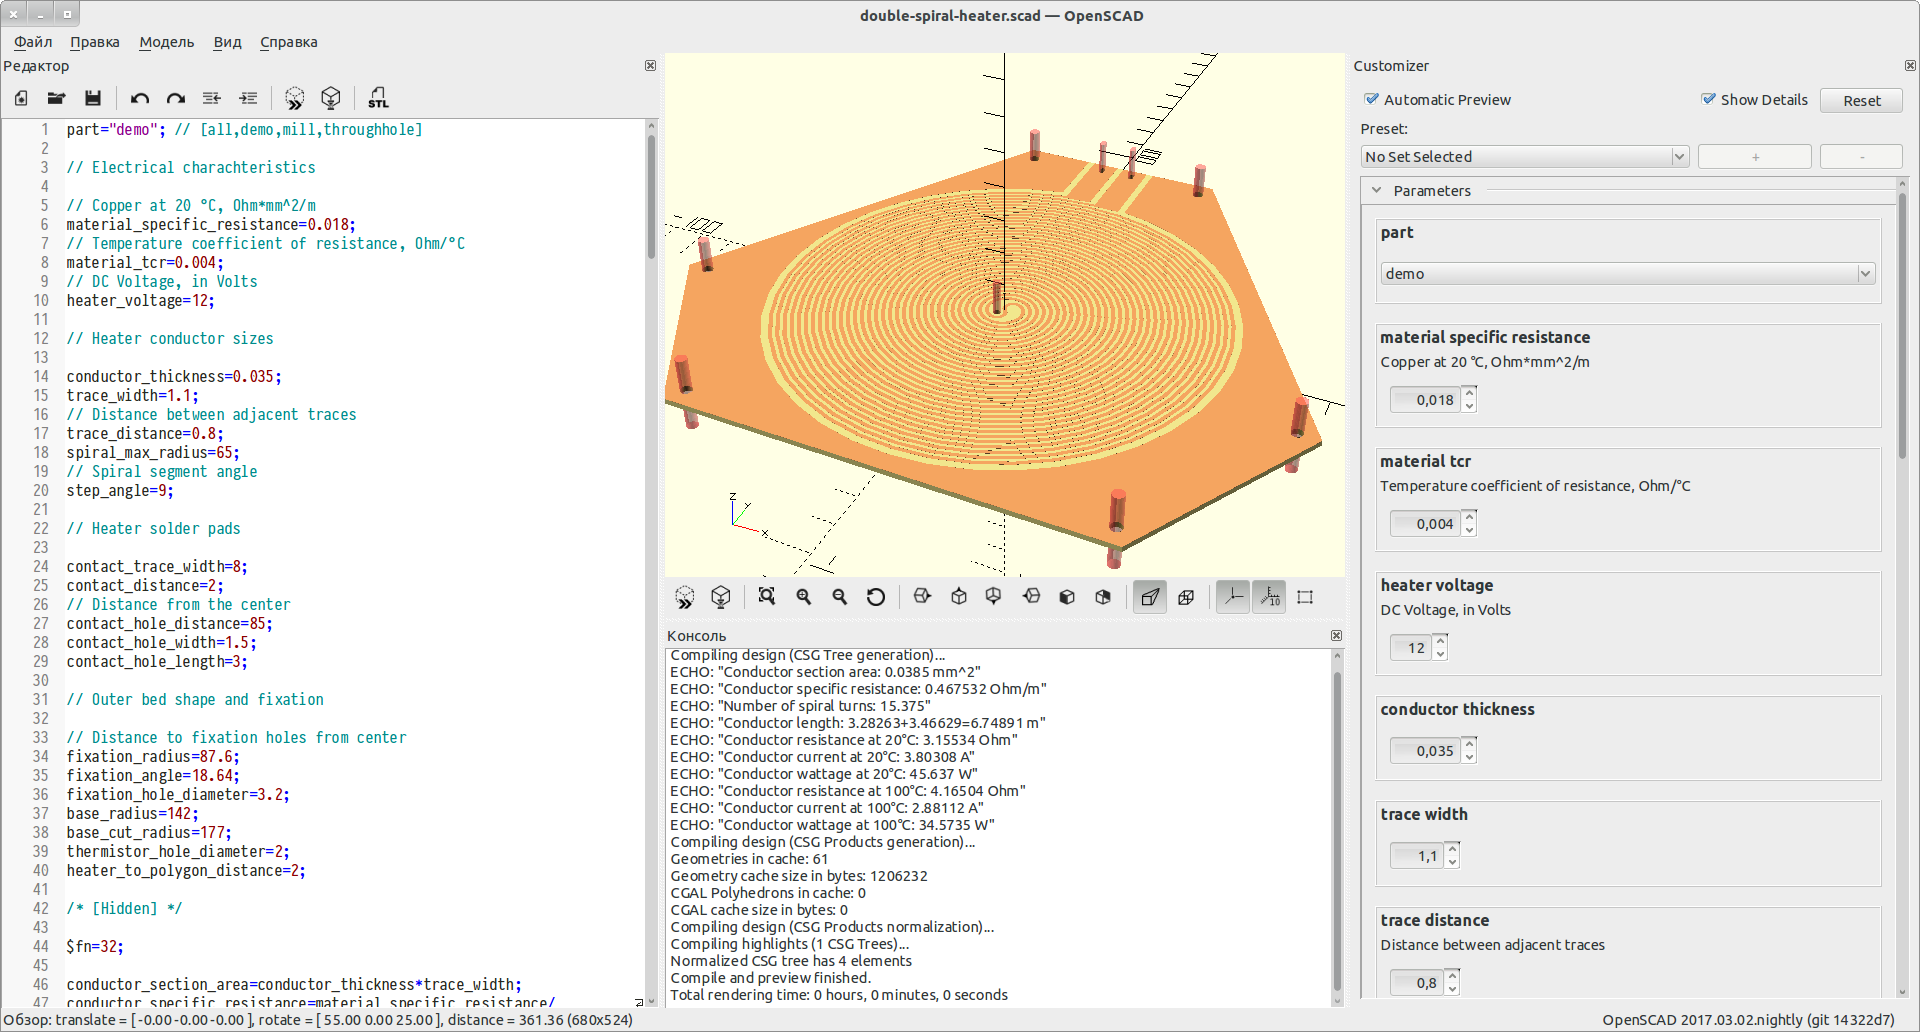 double-spiral-heater.scad — OpenSCAD
Файл Правка Модель Вид Справка
Редактор
STL
1 part="demo"; // [all,demo,mill,throughhole]
2
3 // Electrical charachteristics
4
5 // Copper at 20 °C, Ohm*mm^2/m
6 material_specific_resistance=0.018;
7 // Temperature coefficient of resistance, Ohm/°C
8 material_tcr=0.004;
9 // DC Voltage, in Volts
10 heater_voltage=12;
11
12 // Heater conductor sizes
13
14 conductor_thickness=0.035;
15 trace_width=1.1;
16 // Distance between adjacent traces
17 trace_distance=0.8;
18 spiral_max_radius=65;
19 // Spiral segment angle
20 step_angle=9;
21
22 // Heater solder pads
23
24 contact_trace_width=8;
25 contact_distance=2;
26 // Distance from the center
27 contact_hole_distance=85;
28 contact_hole_width=1.5;
29 contact_hole_length=3;
30
31 // Outer bed shape and fixation
32
33 // Distance to fixation holes from center
34 fixation_radius=87.6;
35 fixation_angle=18.64;
36 fixation_hole_diameter=3.2;
37 base_radius=142;
38 base_cut_radius=177;
39 thermistor_hole_diameter=2;
40 heater_to_polygon_distance=2;
41
42 /* [Hidden] */
43
44 $fn=32;
45
46 conductor_section_area=conductor_thickness*trace_width;
47 conductor_specific_resistance=material_specific_resistance/
z
y
x
10
Консоль
Compiling design (CSG Tree generation)...
ECHO: "Conductor section area: 0.0385 mm^2"
ECHO: "Conductor specific resistance: 0.467532 Ohm/m"
ECHO: "Number of spiral turns: 15.375"
ECHO: "Conductor length: 3.28263+3.46629=6.74891 m"
ECHO: "Conductor resistance at 20°C: 3.15534 Ohm"
ECHO: "Conductor current at 20°C: 3.80308 A"
ECHO: "Conductor wattage at 20°C: 45.637 W"
ECHO: "Conductor resistance at 100°C: 4.16504 Ohm"
ECHO: "Conductor current at 100°C: 2.88112 A"
ECHO: "Conductor wattage at 100°C: 34.5735 W"
Compiling design (CSG Products generation)...
Geometries in cache: 61
Geometry cache size in bytes: 1206232
CGAL Polyhedrons in cache: 0
CGAL cache size in bytes: 0
Compiling design (CSG Products normalization)...
Compiling highlights (1 CSG Trees)...
Normalized CSG tree has 4 elements
Compile and preview finished.
Total rendering time: 0 hours, 0 minutes, 0 seconds
Customizer
Automatic Preview Show Details Reset
Preset:
No Set Selected + -
Parameters
part
demo
material specific resistance
Copper at 20 °C, Ohm*mm^2/m
0,018
material tcr
Temperature coefficient of resistance, Ohm/°C
0,004
heater voltage
DC Voltage, in Volts
12
conductor thickness
0,035
trace width
1,1
trace distance
Distance between adjacent traces
0,8
Обзор: translate = [ -0.00 -0.00 -0.00 ], rotate = [ 55.00 0.00 25.00 ], distance = 361.36 (680x524)
OpenSCAD 2017.03.02.nightly (git 14322d7)